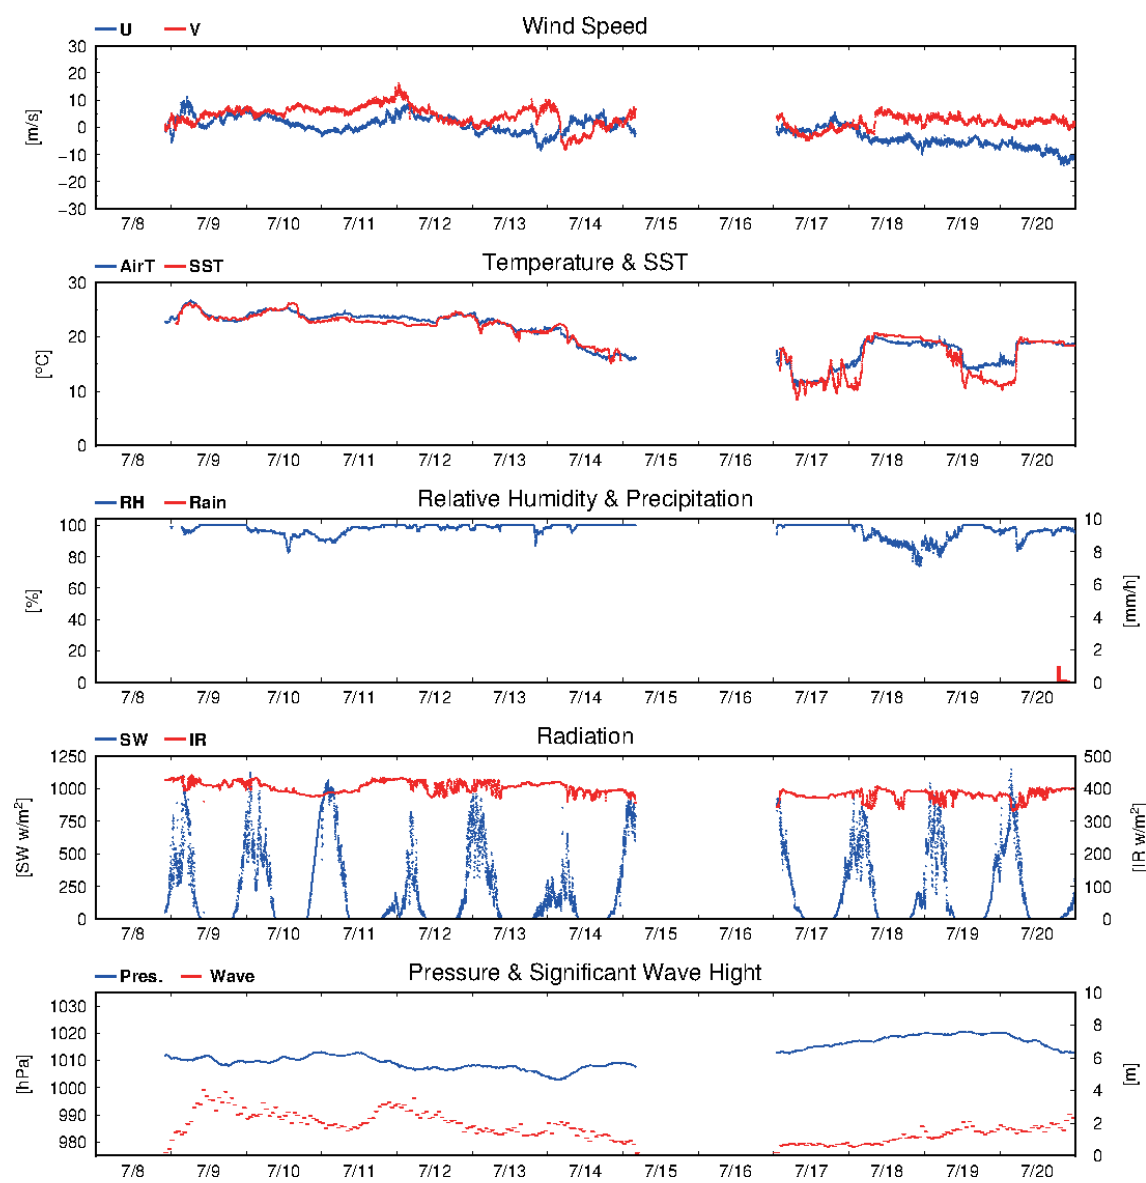 Wind Speed
U V
30
20
10
0
−10
−20
−30
[m/s]
7/8 7/9 7/10 7/11 7/12 7/13 7/14 7/15 7/16 7/17 7/18 7/19 7/20
Temperature & SST
AirT SST
30
20
10
0
[°C]
7/8 7/9 7/10 7/11 7/12 7/13 7/14 7/15 7/16 7/17 7/18 7/19 7/20
Relative Humidity & Precipitation
RH Rain
100 10
80 8
60 6
40 4
20 2
0 0
[%] [mm/h]
7/8 7/9 7/10 7/11 7/12 7/13 7/14 7/15 7/16 7/17 7/18 7/19 7/20
Radiation
SW IR
1250 500
1000 400
750 300
500 200
250 100
0 0
[SW w/m²] [IR w/m²]
7/8 7/9 7/10 7/11 7/12 7/13 7/14 7/15 7/16 7/17 7/18 7/19 7/20
Pressure & Significant Wave Hight
Pres. Wave
1030 10
1020 8
1010 6
1000 4
990 2
980 0
[hPa] [m]
7/8 7/9 7/10 7/11 7/12 7/13 7/14 7/15 7/16 7/17 7/18 7/19 7/20